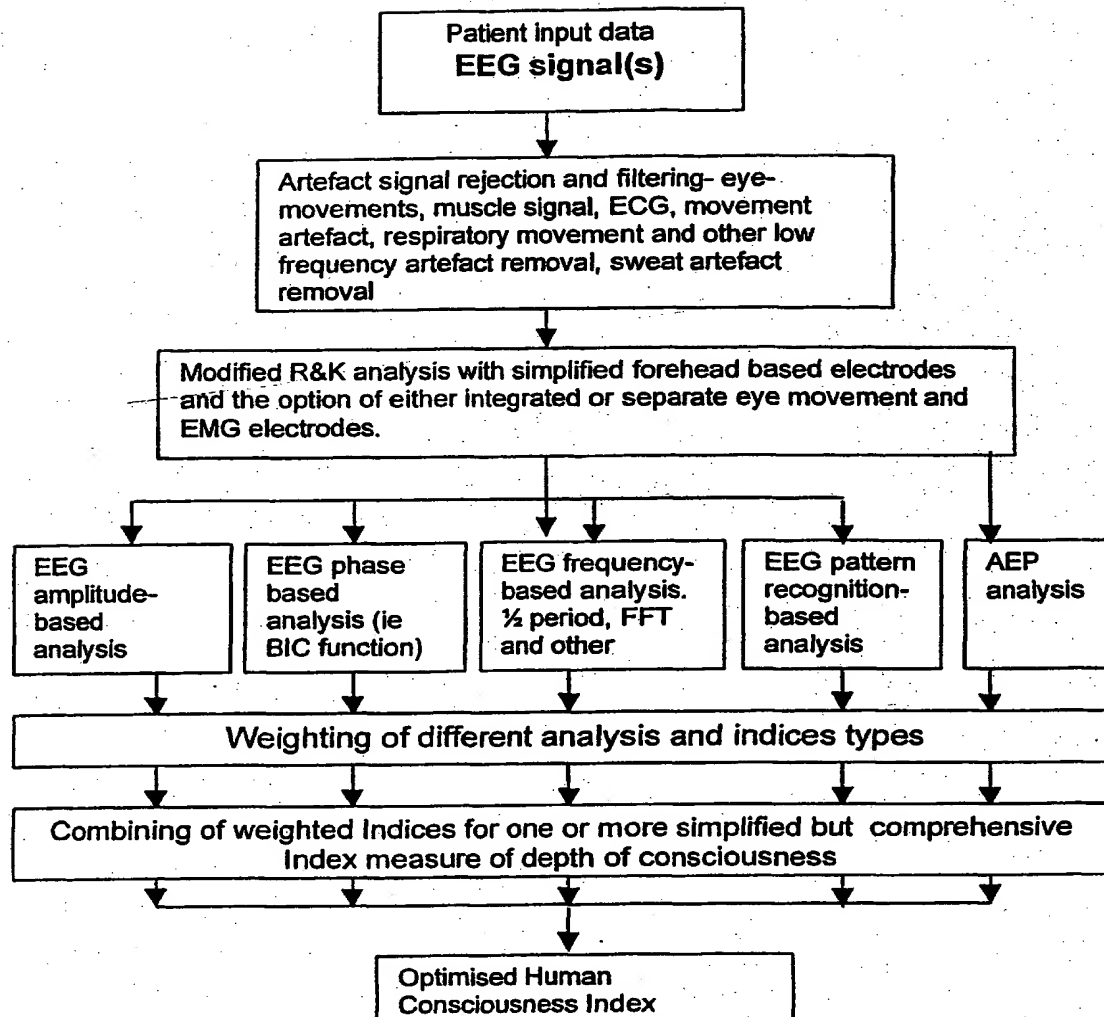 Patient input data
EEG signal(s)
Artefact signal rejection and filtering- eye-
movements, muscle signal, ECG, movement
artefact, respiratory movement and other low
frequency artefact removal, sweat artefact
removal
Modified R&K analysis with simplified forehead based electrodes
and the option of either integrated or separate eye movement and
EMG electrodes.
EEG
amplitude-
based
analysis
EEG phase
based
analysis (ie
BIC function)
EEG frequency-
based analysis.
½ period, FFT
and other
EEG pattern
recognition-
based
analysis
AEP
analysis
Weighting of different analysis and indices types
Combining of weighted Indices for one or more simplified but comprehensive
Index measure of depth of consciousness
Optimised Human
Consciousness Index